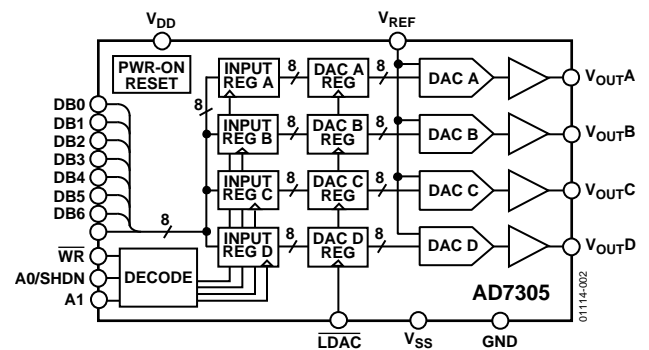 VDD
VREF
PWR-ON
RESET
8
INPUT
REG A
8
DAC A
REG
8
DAC A
VOUTA
DB0
DB1
DB2
DB3
DB4
DB5
DB6
INPUT
REG B
8
DAC B
REG
8
DAC B
VOUTB
INPUT
REG C
8
DAC C
REG
8
DAC C
VOUTC
8
INPUT
REG D
8
DAC D
REG
8
DAC D
VOUTD
WR
A0/SHDN
A1
DECODE
AD7305
LDAC
VSS
GND
01114-002